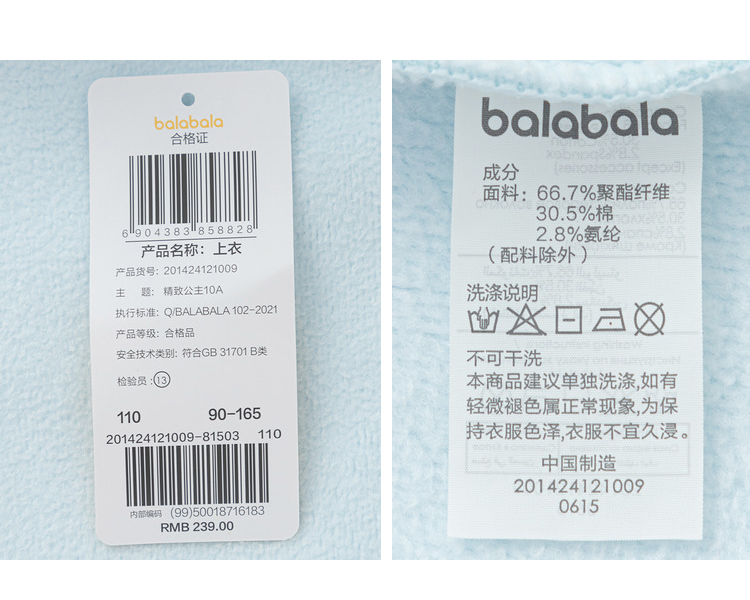 balabala
合格证
6 904383 858828
产品名称：上衣
产品货号：201424121009
主 题：精致公主10A
执行标准：Q/BALABALA 102-2021
产品等级：合格品
安全技术类别：符合GB 31701 B类
检验员：13
110 90-165
201424121009-81503 110
内部编码 (99)50018716183
RMB 239.00
balabala
成分
面料：66.7%聚酯纤维
30.5%棉
2.8%氨纶
（配料除外）
洗涤说明
不可干洗
本商品建议单独洗涤,如有
轻微褪色属正常现象,为保
持衣服色泽,衣服不宜久浸。
中国制造
201424121009
0615